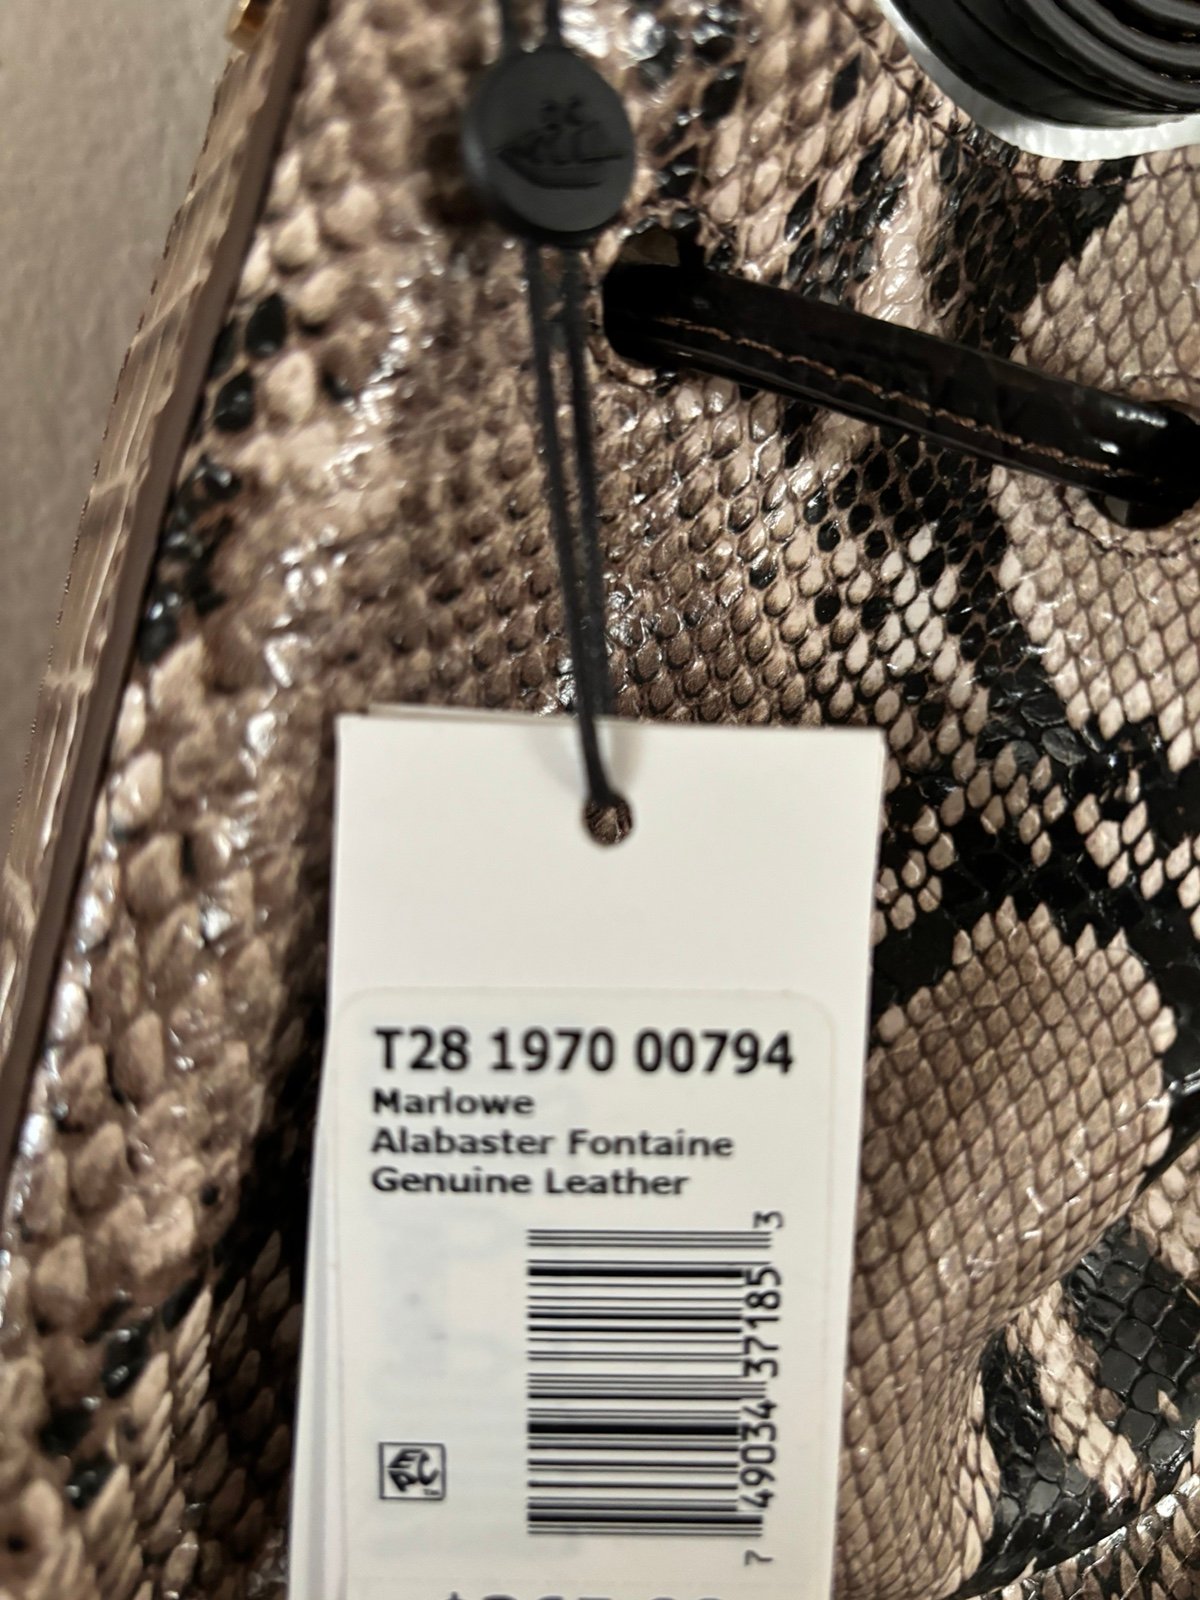 T28 1970 00794
Marlowe
Alabaster Fontaine
Genuine Leather
7 49034 37185 3